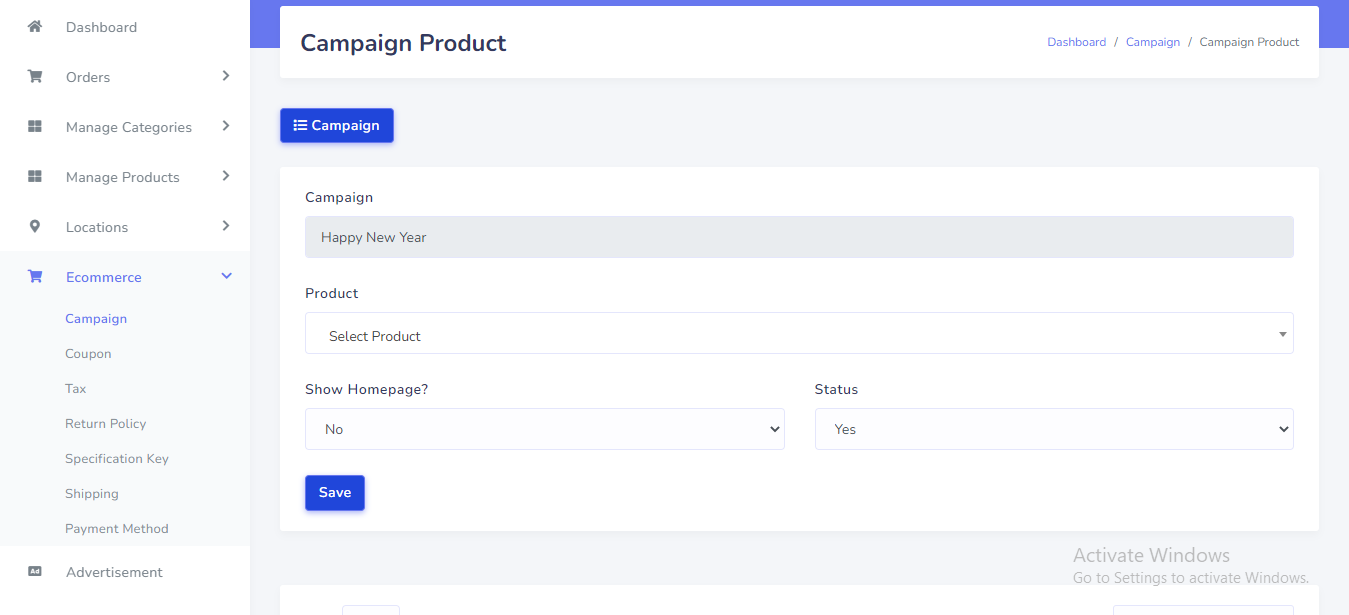 Dashboard
Orders
Manage Categories
Manage Products
Locations
Ecommerce
Campaign
Coupon
Tax
Return Policy
Specification Key
Shipping
Payment Method
Ad
Advertisement
Campaign Product
Dashboard / Campaign / Campaign Product
Campaign
Campaign
Happy New Year
Product
Select Product
Show Homepage?
Status
No
Yes
Save
Activate Windows
Go to Settings to activate Windows.